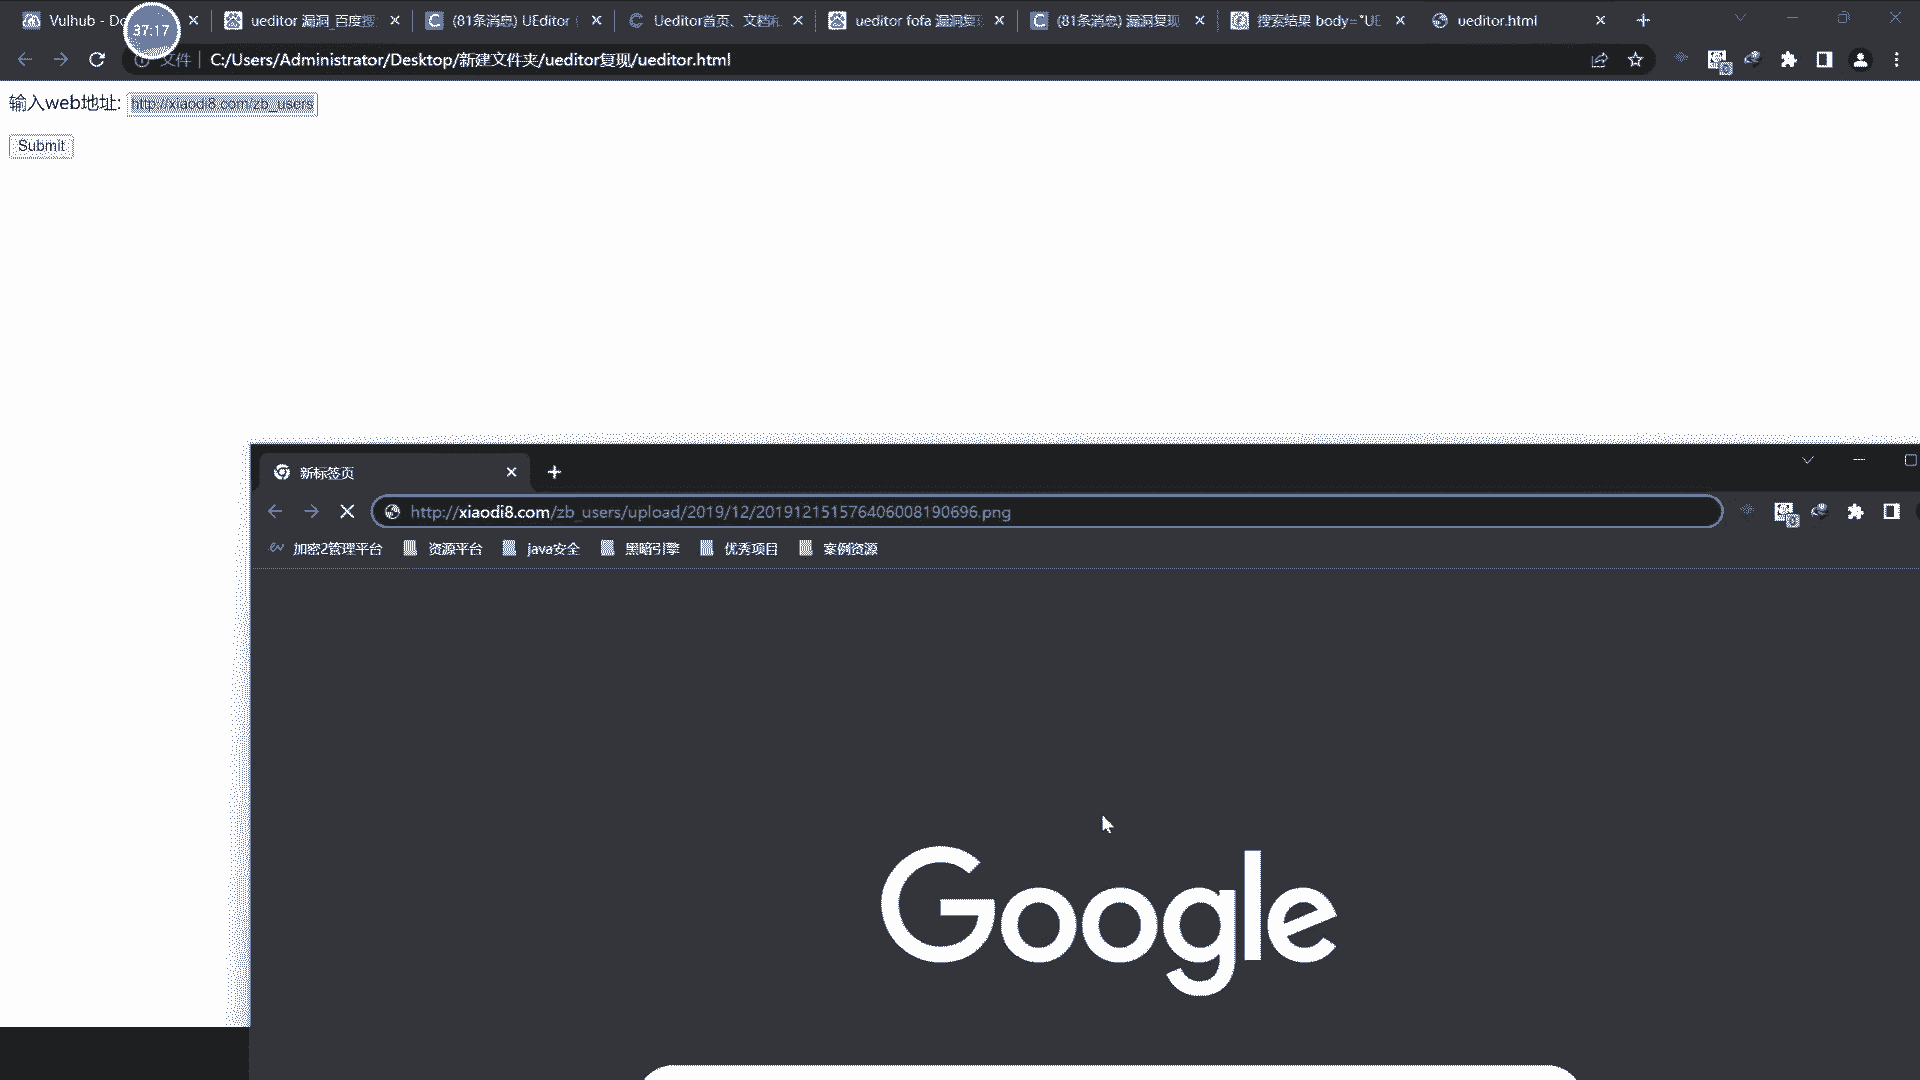 Vulhub - Do
37:17
ueditor 漏洞_百度搜
(81条消息) UEditor
Ueditor首页、文档和
ueditor fofa 漏洞复现
(81条消息) 漏洞复现
搜索结果 body="UE
ueditor.html
文件 C:/Users/Administrator/Desktop/新建文件夹/ueditor复现/ueditor.html
输入web地址: http://xiaodi8.com/zb_users
Submit
新标签页
http://xiaodi8.com/zb_users/upload/2019/12/201912151576406008190696.png
加密2管理平台 资源平台 java安全 黑暗引擎 优秀项目 案例资源
Google